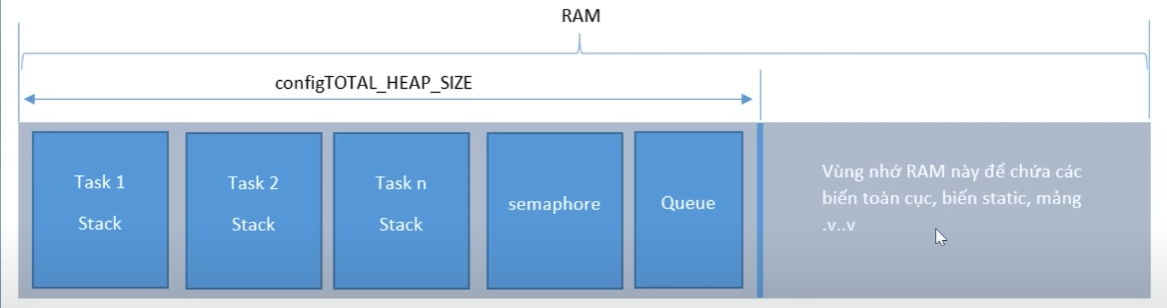 RAM
configTOTAL_HEAP_SIZE
Task 1
Stack
Task 2
Stack
Task n
Stack
semaphore
Queue
Vùng nhớ RAM này để chứa các
biến toàn cục, biến static, mảng
.v..v